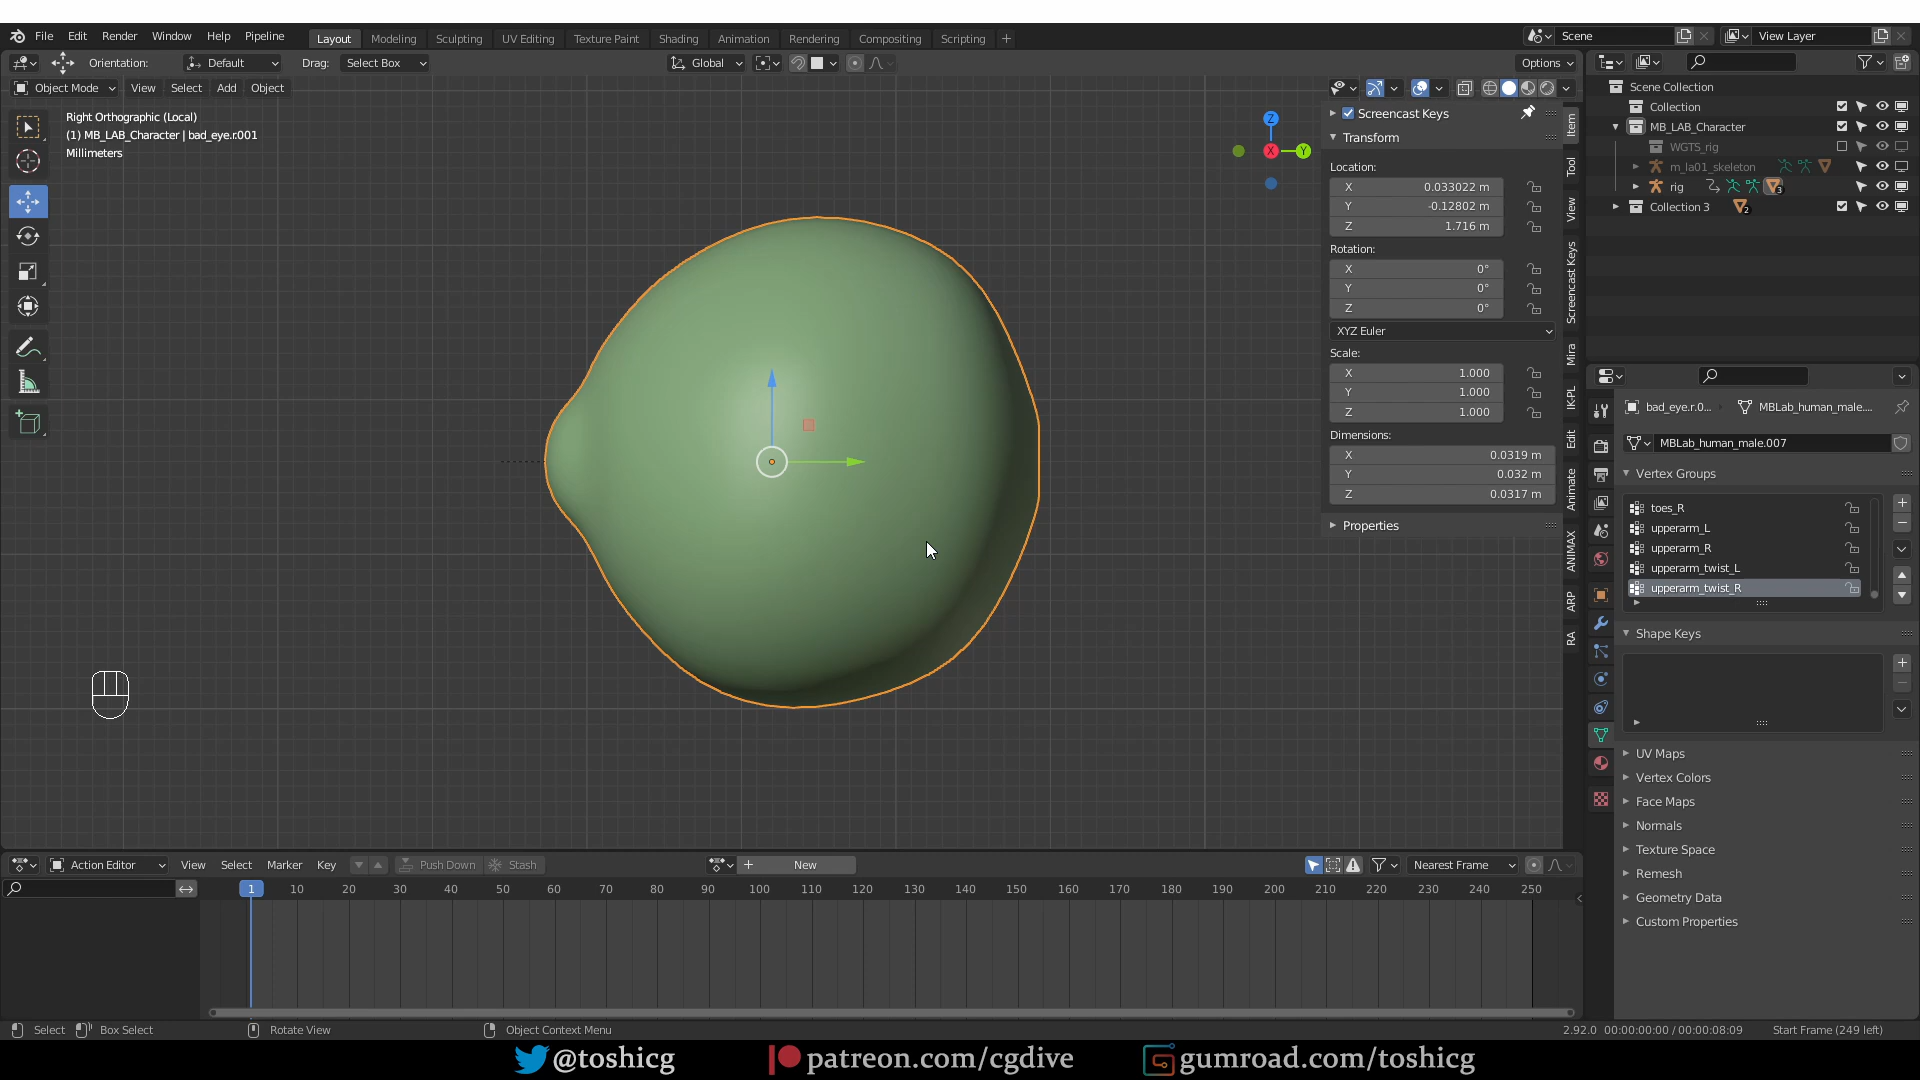 File Edit Render Window Help Pipeline Layout Modeling Sculpting UV Editing Texture Paint Shading Animation Rendering Compositing Scripting + Scene View Layer
Orientation: Default Drag: Select Box Global Options
Object Mode View Select Add Object
Right Orthographic (Local)
(1) MB_LAB_Character | bad_eye.r.001
Millimeters
Z
X
Y
Screencast Keys
Transform
Location:
X 0.033022 m
Y -0.12802 m
Z 1.716 m
Rotation:
X 0°
Y 0°
Z 0°
XYZ Euler
Scale:
X 1.000
Y 1.000
Z 1.000
Dimensions:
X 0.0319 m
Y 0.032 m
Z 0.0317 m
Properties
Item
Tool
View
Screencast Keys
Mira
IK-PL
Edit
Animate
ANIMAX
ARP
RA
Scene Collection
Collection
MB_LAB_Character
WGTS_rig
m_la01_skeleton
rig 3
Collection 3 2
bad_eye.r.0... MBLab_human_male....
MBLab_human_male.007
Vertex Groups
toes_R
upperarm_L
upperarm_R
upperarm_twist_L
upperarm_twist_R
Shape Keys
UV Maps
Vertex Colors
Face Maps
Normals
Texture Space
Remesh
Geometry Data
Custom Properties
Action Editor View Select Marker Key Push Down Stash + New Nearest Frame
1 10 20 30 40 50 60 70 80 90 100 110 120 130 140 150 160 170 180 190 200 210 220 230 240 250
Select Box Select Rotate View Object Context Menu 2.92.0 00:00:00:00 / 00:00:08:09 Start Frame (249 left)
@toshicg patreon.com/cgdive gumroad.com/toshicg